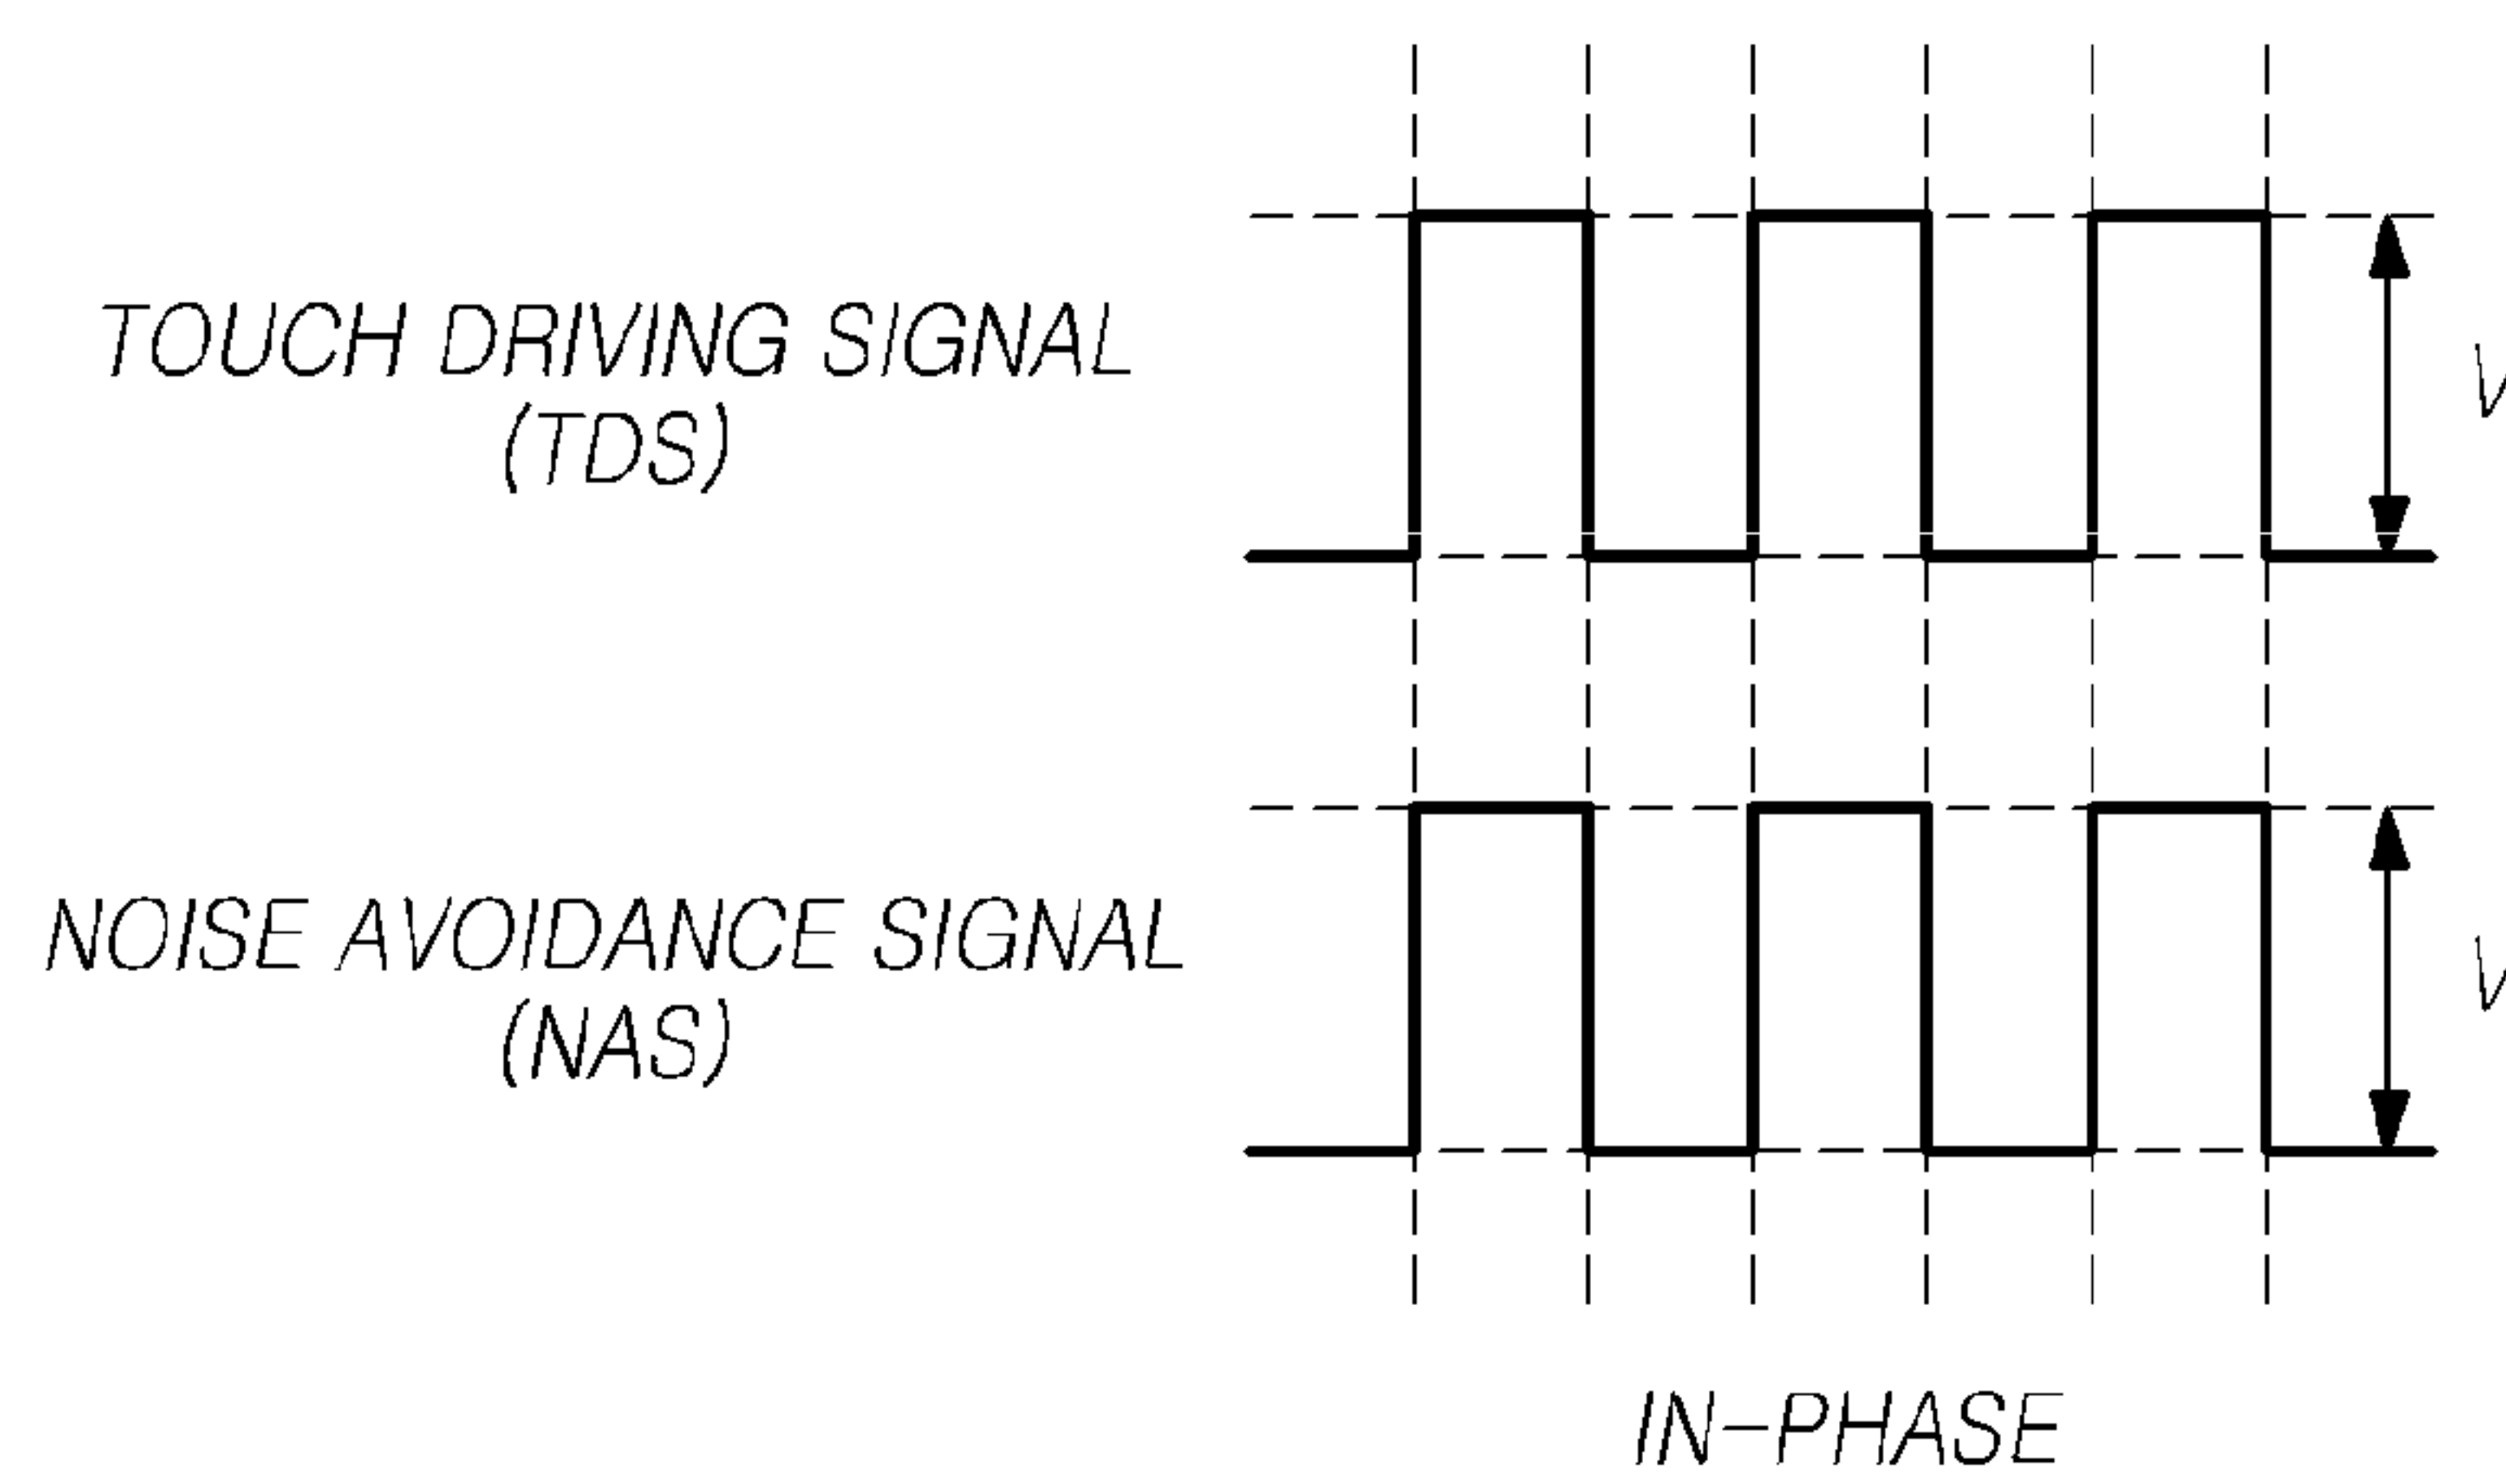 TOUCH DRIVING SIGNAL
(TDS)
V
NOISE AVOIDANCE SIGNAL
(NAS)
V
IN-PHASE